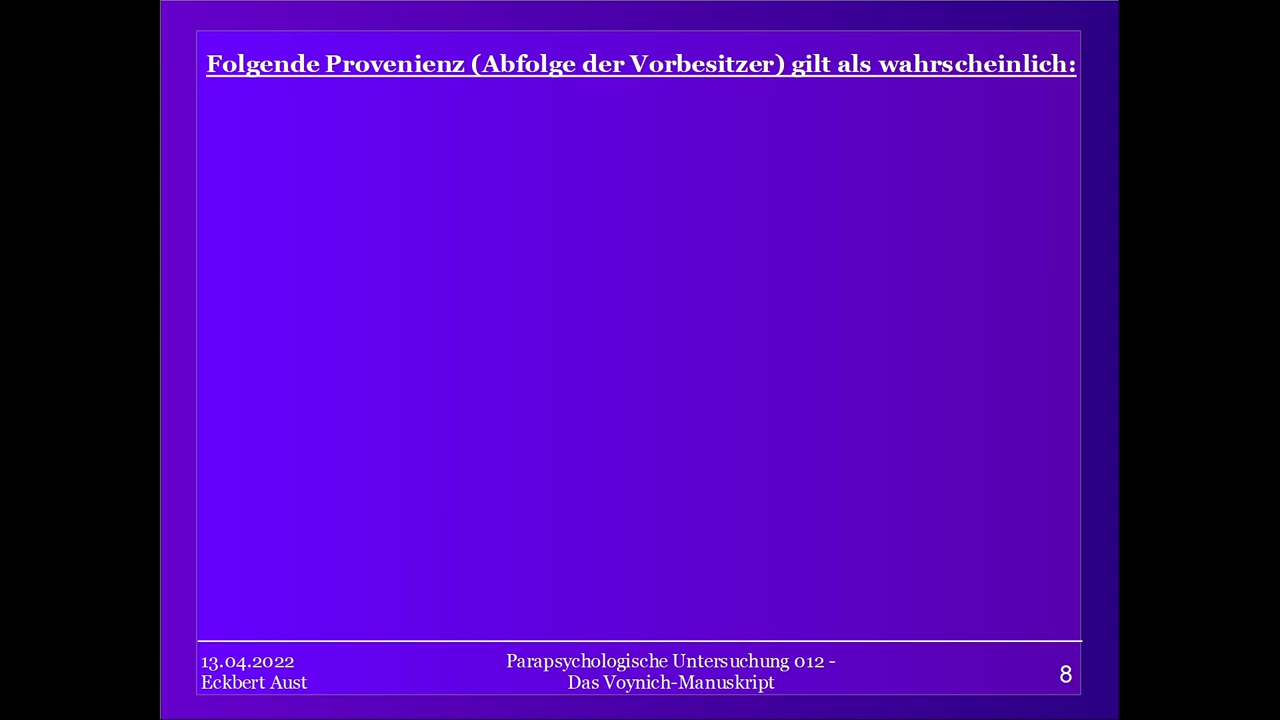 Folgende Provenienz (Abfolge der Vorbesitzer) gilt als wahrscheinlich:
13.04.2022
Eckbert Aust
Parapsychologische Untersuchung 012 -
Das Voynich-Manuskript
8